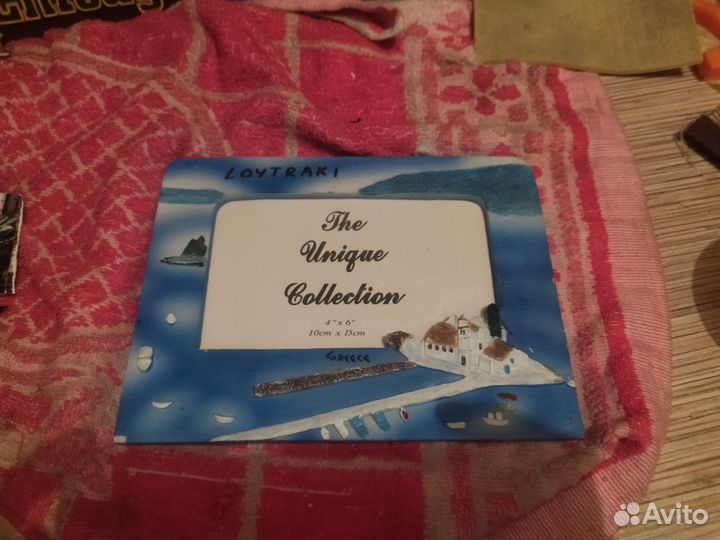 LOYTRAKI
The
Unique
Collection
4" x 6"
10cm x 15cm
GREECE
Avito